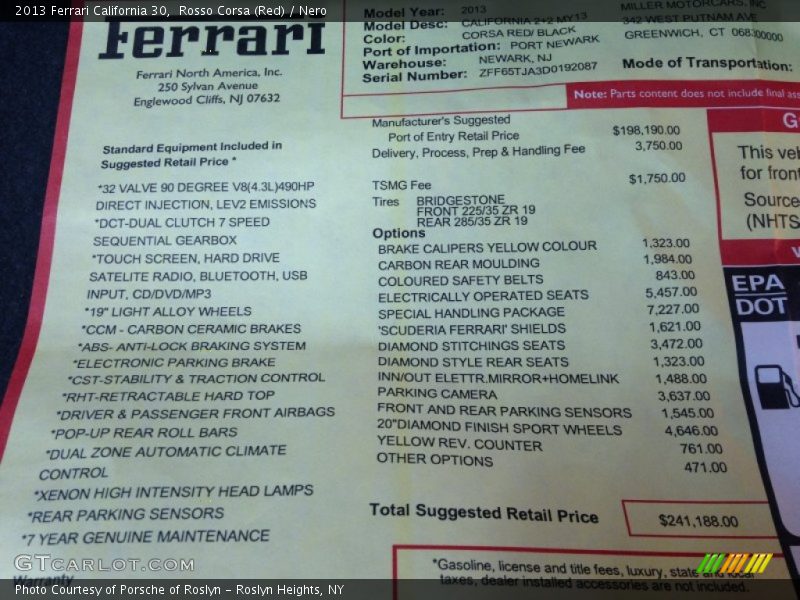 2013 Ferrari California 30, Rosso Corsa (Red) / Nero
Ferrari
Ferrari North America, Inc.
250 Sylvan Avenue
Englewood Cliffs, NJ 07632
Model Year: 2013
Model Desc: CALIFORNIA 2+2 MY13
Color: CORSA RED/ BLACK
Port of Importation: PORT NEWARK
Warehouse: NEWARK, NJ
Serial Number: ZFF65TJA3D0192087
MILLER MOTORCARS, INC
342 WEST PUTNAM AVE
GREENWICH, CT
Mode of Transportation:
Note: Parts content does not include final ass
Standard Equipment Included in
Suggested Retail Price *
*32 VALVE 90 DEGREE V8(4.3L)490HP
DIRECT INJECTION, LEV2 EMISSIONS
*DCT-DUAL CLUTCH 7 SPEED
SEQUENTIAL GEARBOX
*TOUCH SCREEN, HARD DRIVE
SATELITE RADIO, BLUETOOTH, USB
INPUT, CD/DVD/MP3
*19" LIGHT ALLOY WHEELS
*CCM - CARBON CERAMIC BRAKES
*ABS- ANTI-LOCK BRAKING SYSTEM
*ELECTRONIC PARKING BRAKE
*CST-STABILITY & TRACTION CONTROL
*RHT-RETRACTABLE HARD TOP
*DRIVER & PASSENGER FRONT AIRBAGS
*POP-UP REAR ROLL BARS
*DUAL ZONE AUTOMATIC CLIMATE
CONTROL
*XENON HIGH INTENSITY HEAD LAMPS
*REAR PARKING SENSORS
*7 YEAR GENUINE MAINTENANCE
Warranty
Manufacturer's Suggested
Port of Entry Retail Price $198,190.00
Delivery, Process, Prep & Handling Fee 3,750.00
TSMG Fee $1,750.00
Tires BRIDGESTONE
FRONT 225/35 ZR 19
REAR 285/35 ZR 19
Options
BRAKE CALIPERS YELLOW COLOUR 1,323.00
CARBON REAR MOULDING 1,984.00
COLOURED SAFETY BELTS 843.00
ELECTRICALLY OPERATED SEATS 5,457.00
SPECIAL HANDLING PACKAGE 7,227.00
'SCUDERIA FERRARI' SHIELDS 1,621.00
DIAMOND STITCHINGS SEATS 3,472.00
DIAMOND STYLE REAR SEATS 1,323.00
INN/OUT ELETTR.MIRROR+HOMELINK 1,488.00
PARKING CAMERA 3,637.00
FRONT AND REAR PARKING SENSORS 1,545.00
20"DIAMOND FINISH SPORT WHEELS 4,646.00
YELLOW REV. COUNTER 761.00
OTHER OPTIONS 471.00
Total Suggested Retail Price $241,188.00
*Gasoline, license and title fees, luxury, state and local
taxes, dealer installed accessories are not included.
G
This veh
for front
Source
(NHTS
EPA
DOT
GTcarlot.com
Photo Courtesy of Porsche of Roslyn – Roslyn Heights, NY